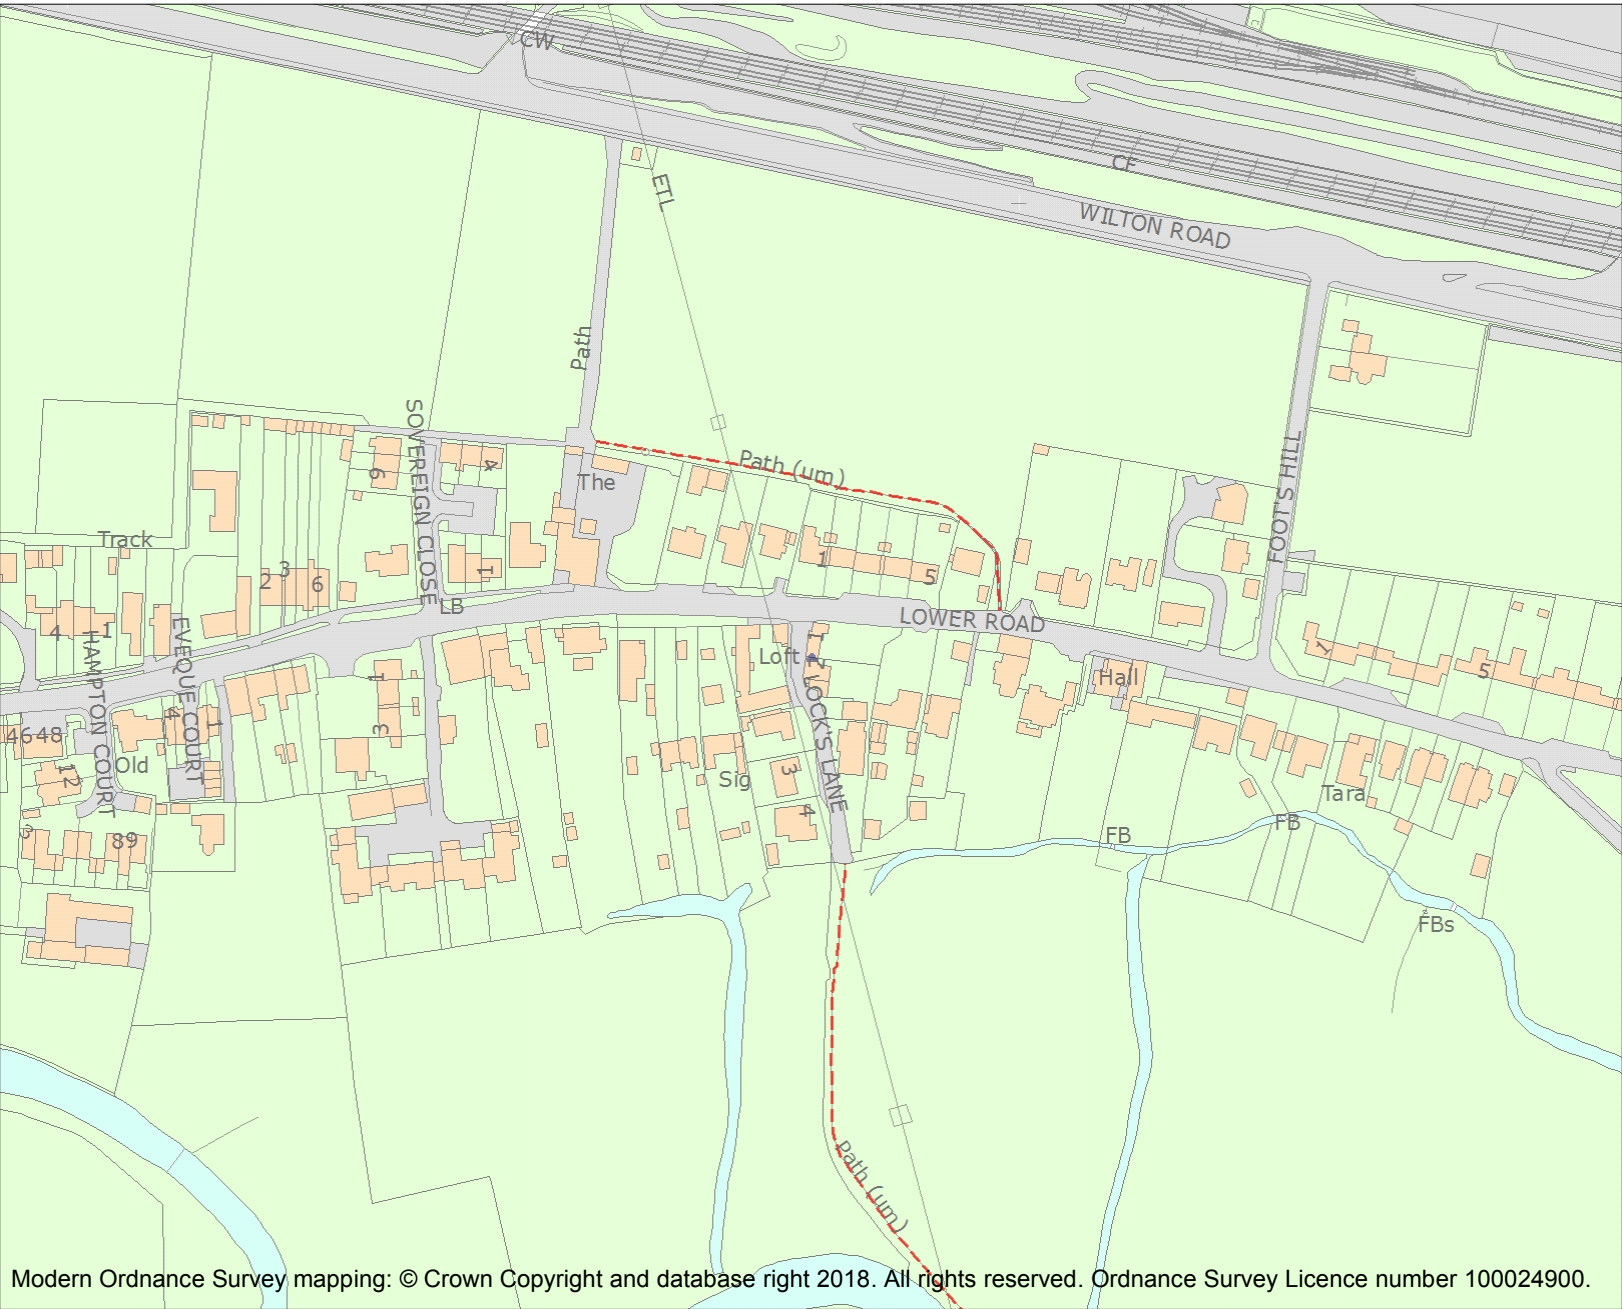 CW
ETL
CF
WILTON ROAD
Path
SOVEREIGN CLOSE
Path (um)
FOOT'S HILL
The
6
4
Track
2
3
6
1
1
5
LB
LOWER ROAD
4
1
HAMPTON COURT
EVEQUE COURT
1
3
Loft
1
2
LOCK'S LANE
Hall
1
5
4
1
46
48
Old
12
Sig
3
4
Tara
3
89
FB
FB
FBs
Path (um)
Modern Ordnance Survey mapping: © Crown Copyright and database right 2018. All rights reserved. Ordnance Survey Licence number 100024900.